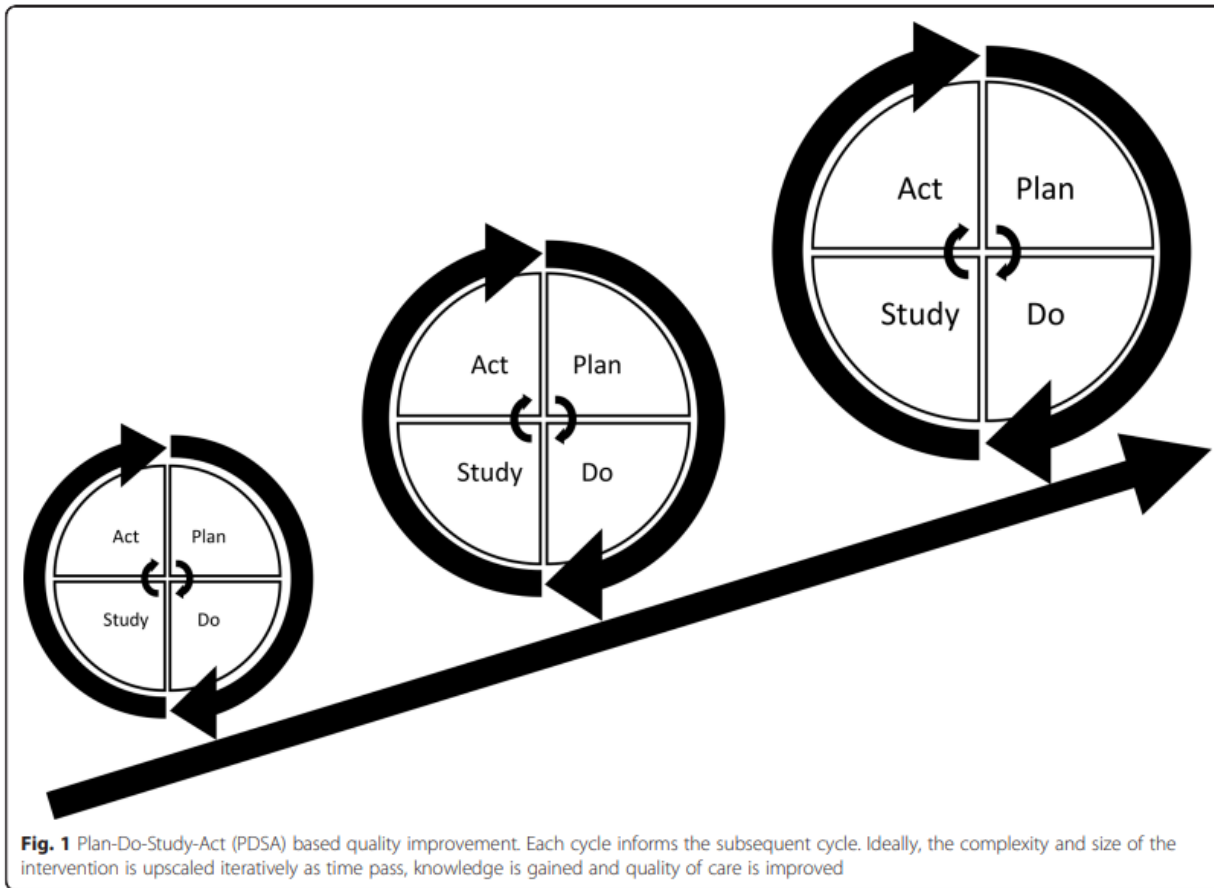 Act Plan
Study Do
Act Plan
Study Do
Act Plan
Study Do
Fig. 1 Plan-Do-Study-Act (PDSA) based quality improvement. Each cycle informs the subsequent cycle. Ideally, the complexity and size of the
intervention is upscaled iteratively as time pass, knowledge is gained and quality of care is improved